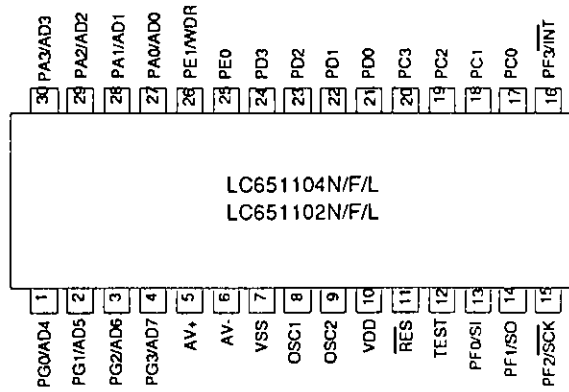 PA3/AD3
PA2/AD2
PA1/AD1
PA0/AD0
PE1/WDR
PE0
PD3
PD2
PD1
PD0
PC3
PC2
PC1
PC0
PF3/INT
30
29
28
27
26
25
24
23
22
21
20
19
18
17
16
LC651104N/F/L
LC651102N/F/L
1
2
3
4
5
6
7
8
9
10
11
12
13
14
15
PG0/AD4
PG1/AD5
PG2/AD6
PG3/AD7
AV+
AV-
VSS
OSC1
OSC2
VDD
RES
TEST
PF0/SI
PF1/SO
PF2/SCK